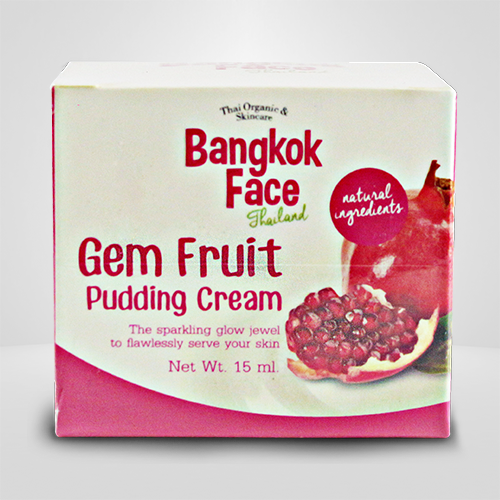 Thai Organic &
Skincare
Bangkok
Face
Thailand
natural
ingredients
Gem Fruit
Pudding Cream
The sparkling glow jewel
to flawlessly serve your skin
Net Wt. 15 ml.